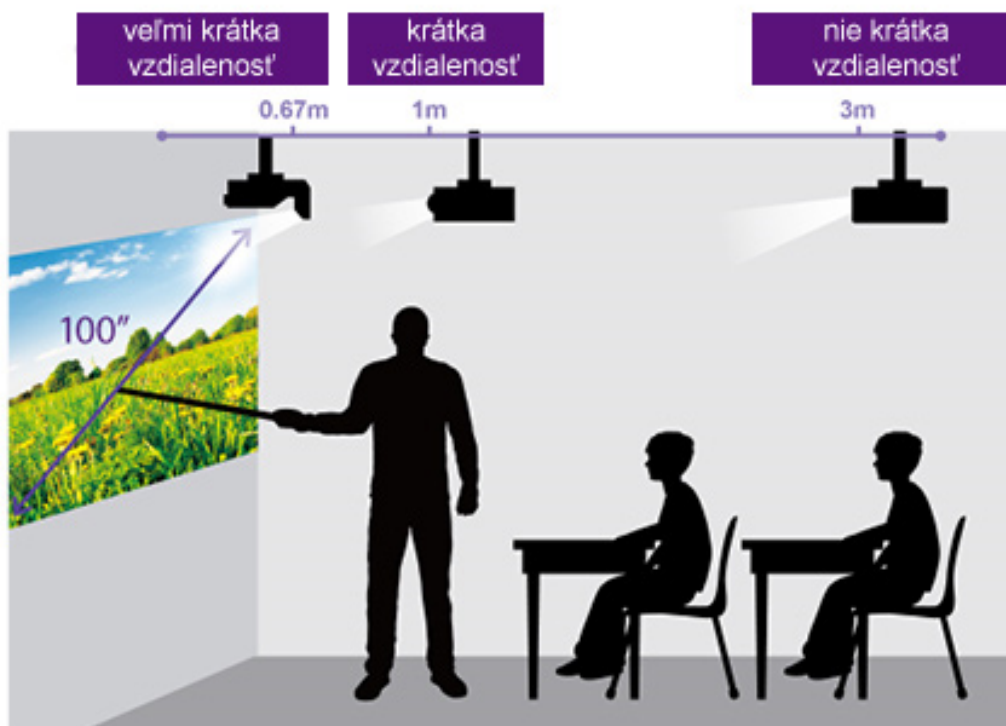 veľmi krátka
vzdialenosť
krátka
vzdialenosť
nie krátka
vzdialenosť
0.67m
1m
3m
100"